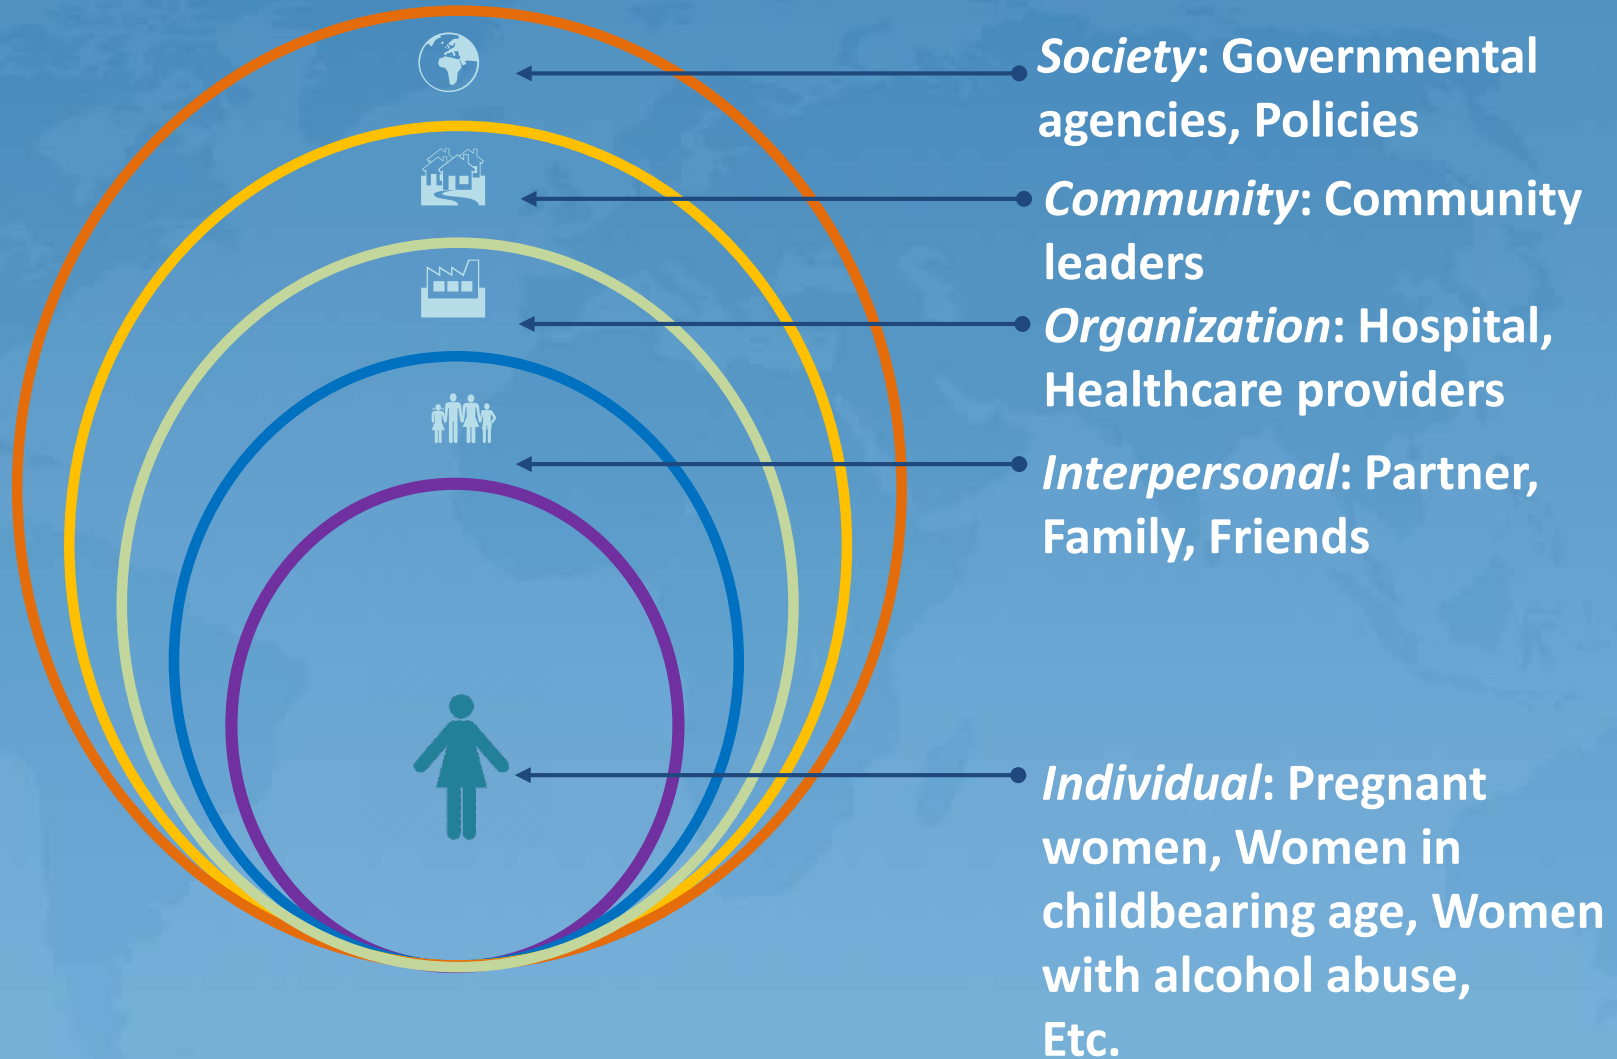 Society: Governmental
agencies, Policies
Community: Community
leaders
Organization: Hospital,
Healthcare providers
Interpersonal: Partner,
Family, Friends
Individual: Pregnant
women, Women in
childbearing age, Women
with alcohol abuse,
Etc.